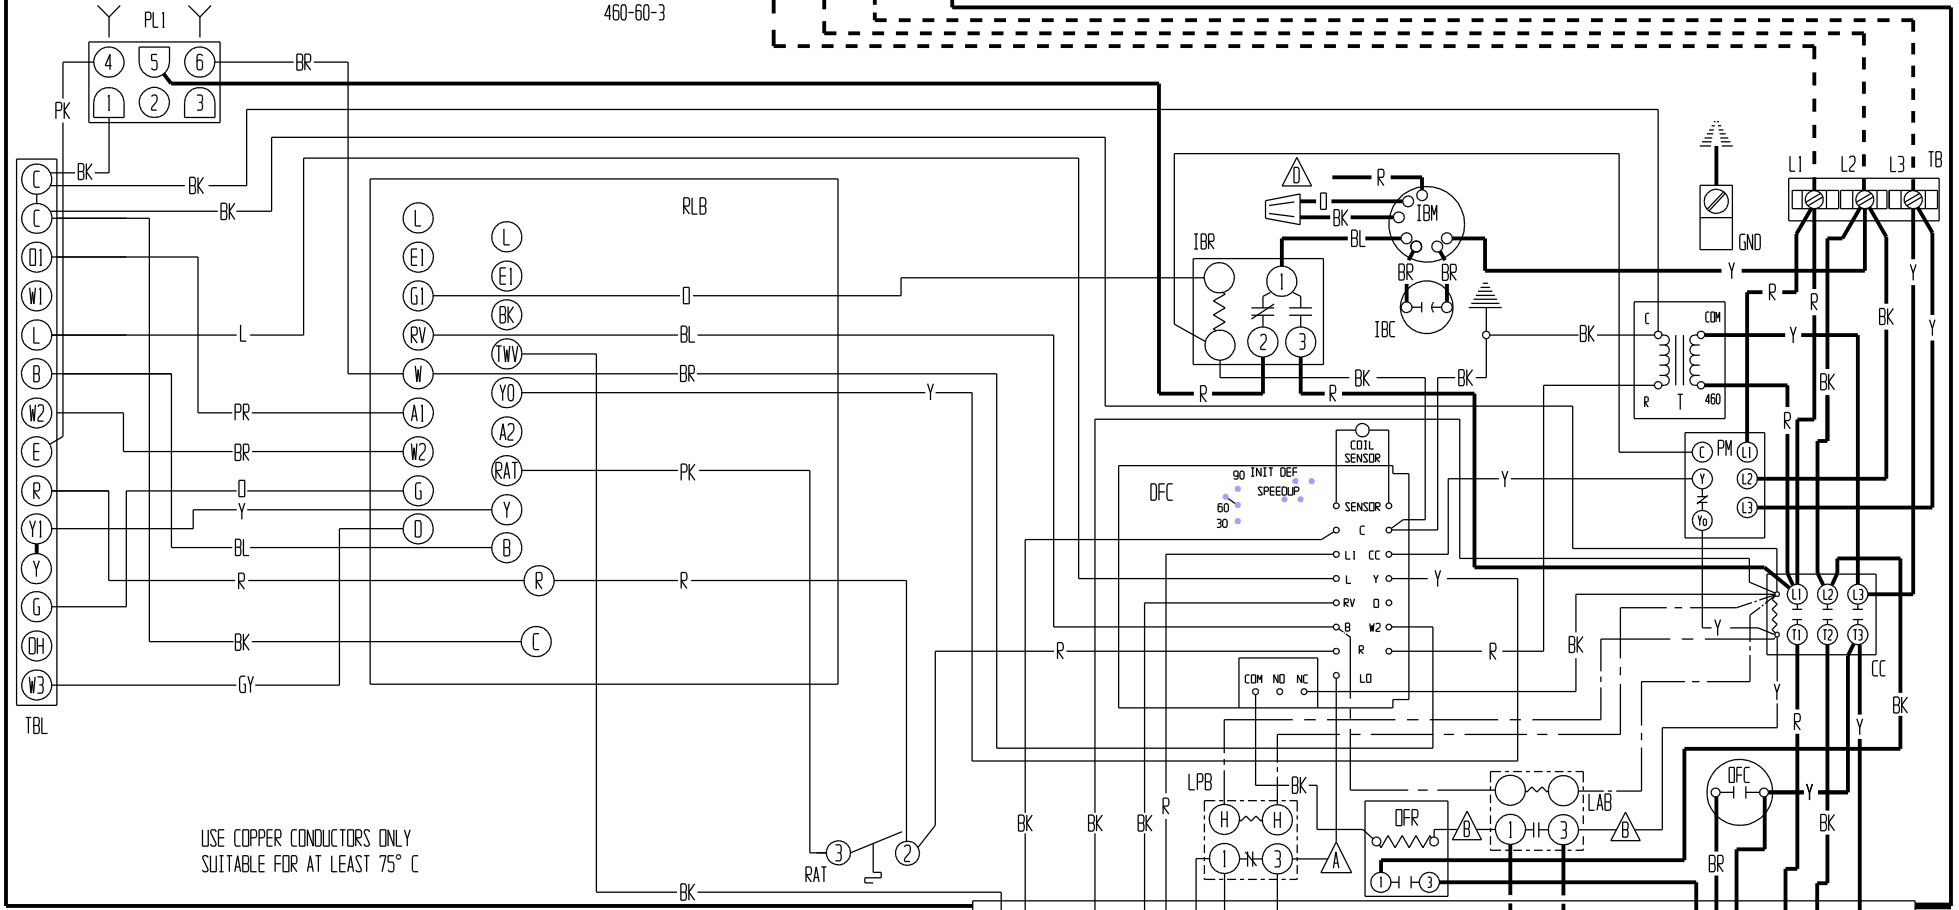 460-60-3
PL1
4 5 6
1 2 3
BR
PK
BK
BK
BK
C
C
O1
W1
L
B
W2
E
R
Y1
Y
G
DH
W3
TBL
L
PR
BR
O
Y
BL
R
BK
GY
RLB
L
E1
G1
RV
W
A1
W2
G
O
L
E1
BK
TWV
YO
A2
RAT
Y
B
R
C
O
BL
BR
Y
PK
R
BK
RAT
3
2
USE COPPER CONDUCTORS ONLY
SUITABLE FOR AT LEAST 75° C
D
R
O
BK
BL
IBM
BR BR
IBC
IBR
1
2 3
R
R
BK
BK
BK
Y
GND
L1 L2 L3 TB
R
R
BK
BK
Y
Y
C COM
Y
R T 460
R
C PM L1
Y L2
Yo L3
COIL
SENSOR
DFC
90 INIT DEF
SPEEDUP
60
30
SENSOR
C
L1 CC
L Y
RV O
B W2
R
LO
COM NO NC
Y
Y
R
R
BK
Y
Y
L1 L2 L3
T1 T2 T3
CC
R
Y
BK
BK
BK
BK
BK
R
LPB
H H
1 3
BK
A
OFR
1 3
B
LAB
1 3
B
OFC
Y
BR
BK